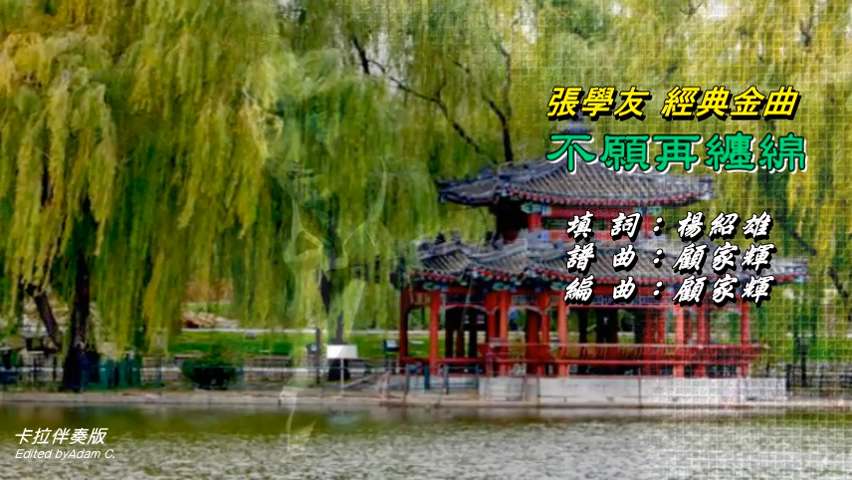 張學友 經典金曲
不願再纏綿
填 詞：楊紹雄
譜 曲：顧家輝
編 曲：顧家輝
卡拉伴奏版
Edited byAdam C.